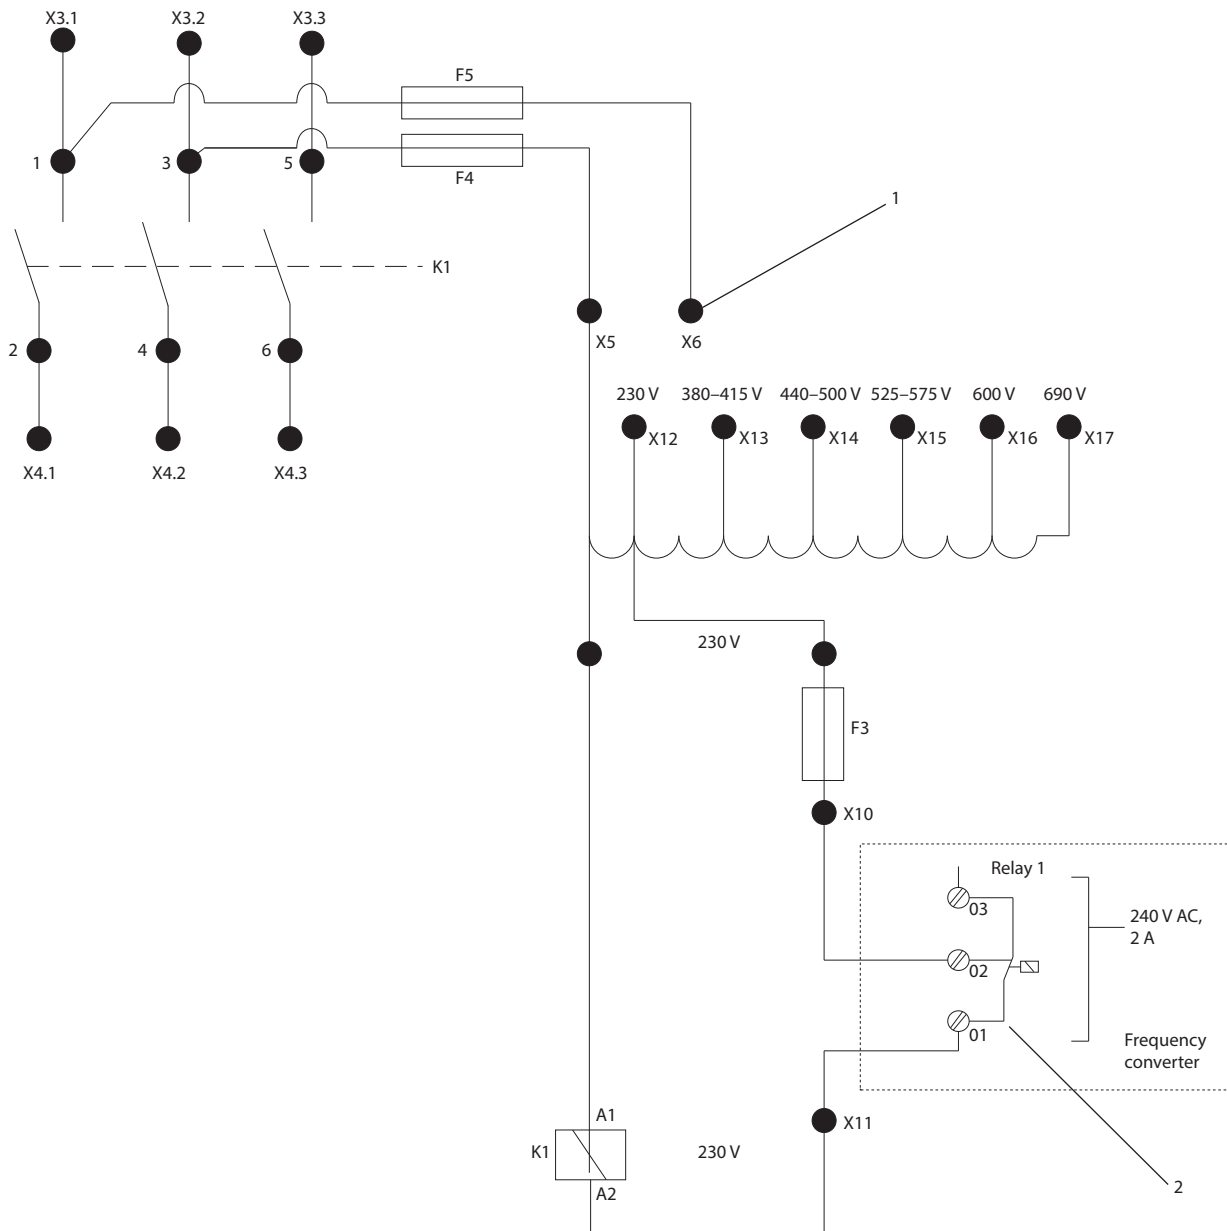 X3.1
X3.2
X3.3
F5
1
3
5
F4
1
K1
2
4
6
X5
X6
230 V
380–415 V
440–500 V
525–575 V
600 V
690 V
X12
X13
X14
X15
X16
X17
X4.1
X4.2
X4.3
230 V
F3
X10
Relay 1
03
240 V AC,
2 A
02
01
Frequency
converter
A1
X11
K1
230 V
A2
2